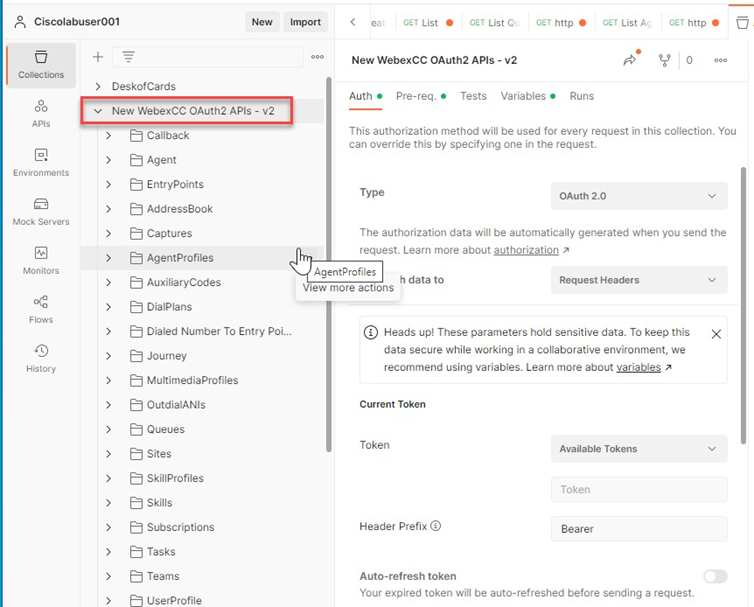 Ciscolabuser001
New
Import
GET List
GET List Qu
GET http
GET List Ag
GET http
Collections
APIs
Environments
Mock Servers
Monitors
Flows
History
DeskofCards
New WebexCC OAuth2 APIs - v2
Callback
Agent
EntryPoints
AddressBook
Captures
AgentProfiles
AuxiliaryCodes
DialPlans
Dialed Number To Entry Poi...
Journey
MultimediaProfiles
OutdialANIs
Queues
Sites
SkillProfiles
Skills
Subscriptions
Tasks
Teams
UserProfile
AgentProfiles
View more actions
New WebexCC OAuth2 APIs - v2
0
Auth
Pre-req.
Tests
Variables
Runs
This authorization method will be used for every request in this collection. You
can override this by specifying one in the request.
Type
OAuth 2.0
The authorization data will be automatically generated when you send the
request. Learn more about authorization ↗
data to
Request Headers
Heads up! These parameters hold sensitive data. To keep this
data secure while working in a collaborative environment, we
recommend using variables. Learn more about variables ↗
Current Token
Token
Available Tokens
Token
Header Prefix
Bearer
Auto-refresh token
Your expired token will be auto-refreshed before sending a request.